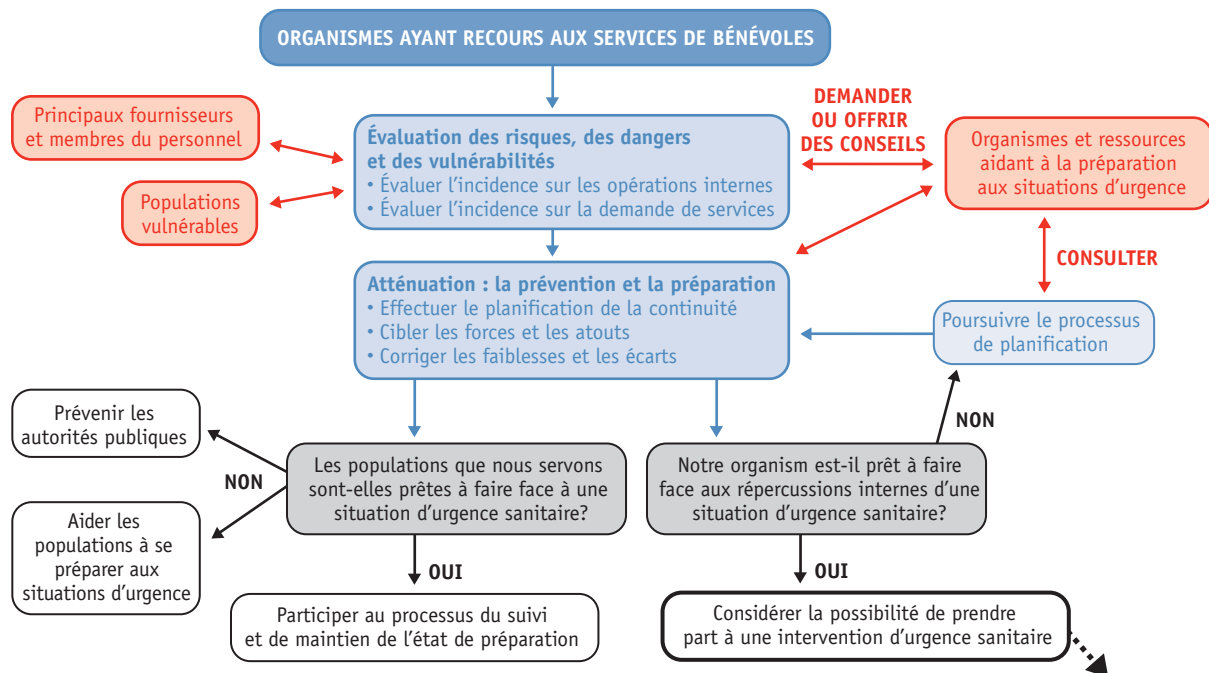 ORGANISMES AYANT RECOURS AUX SERVICES DE BÉNÉVOLES
Principaux fournisseurs
et membres du personnel
Populations
vulnérables
Évaluation des risques, des dangers
et des vulnérabilités
• Évaluer l'incidence sur les opérations internes
• Évaluer l'incidence sur la demande de services
DEMANDER
OU OFFRIR
DES CONSEILS
Organismes et ressources
aidant à la préparation
aux situations d'urgence
CONSULTER
Atténuation : la prévention et la préparation
• Effectuer le planification de la continuité
• Cibler les forces et les atouts
• Corriger les faiblesses et les écarts
Poursuivre le processus
de planification
NON
Prévenir les
autorités publiques
NON
Aider les
populations à se
préparer aux
situations d'urgence
Les populations que nous servons
sont-elles prêtes à faire face à une
situation d'urgence sanitaire?
Notre organism est-il prêt à faire
face aux répercussions internes d'une
situation d'urgence sanitaire?
OUI
OUI
Participer au processus du suivi
et de maintien de l'état de préparation
Considérer la possibilité de prendre
part à une intervention d'urgence sanitaire